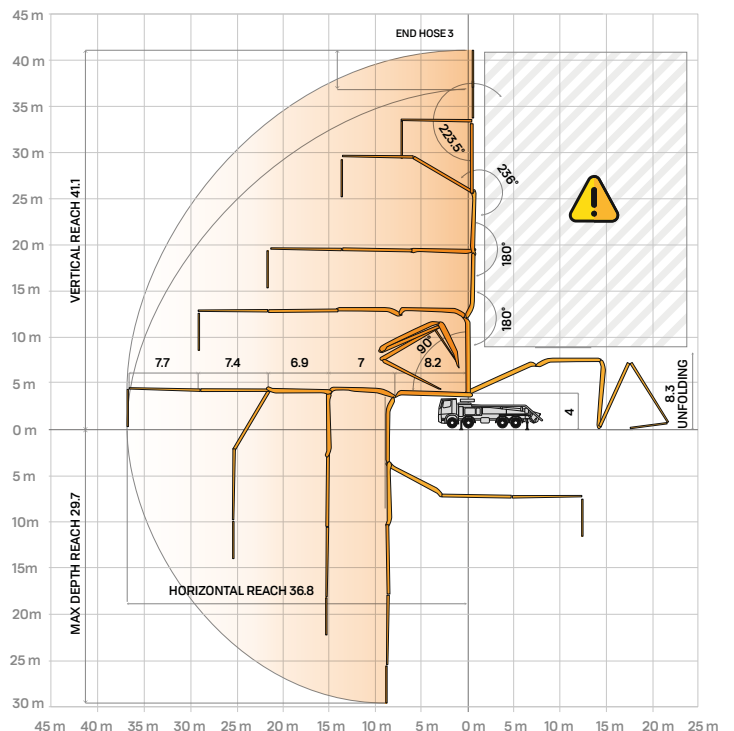 45 m
END HOSE 3
40 m
35 m
223.5°
30 m
236°
25 m
VERTICAL REACH 41.1
20 m
180°
15 m
180°
10 m
90°
7.7 7.4 6.9 7 8.2
5 m
8.3
UNFOLDING
4
0 m
5 m
10 m
MAX DEPTH REACH 29.7
15 m
HORIZONTAL REACH 36.8
20 m
25 m
30 m
45 m 40 m 35 m 30 m 25 m 20 m 15 m 10 m 5 m 0 m 5 m 10 m 15 m 20 m 25 m